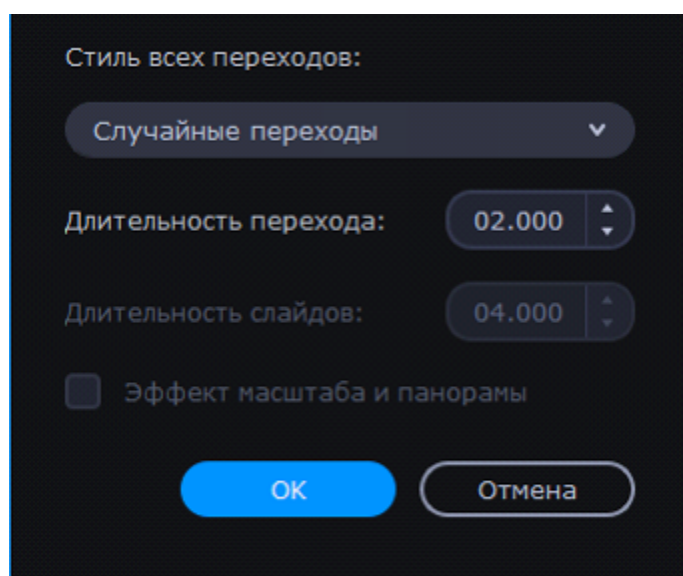 Стиль всех переходов:
Случайные переходы
Длительность перехода: 02.000
Длительность слайдов: 04.000
Эффект масштаба и панорамы
OK Отмена